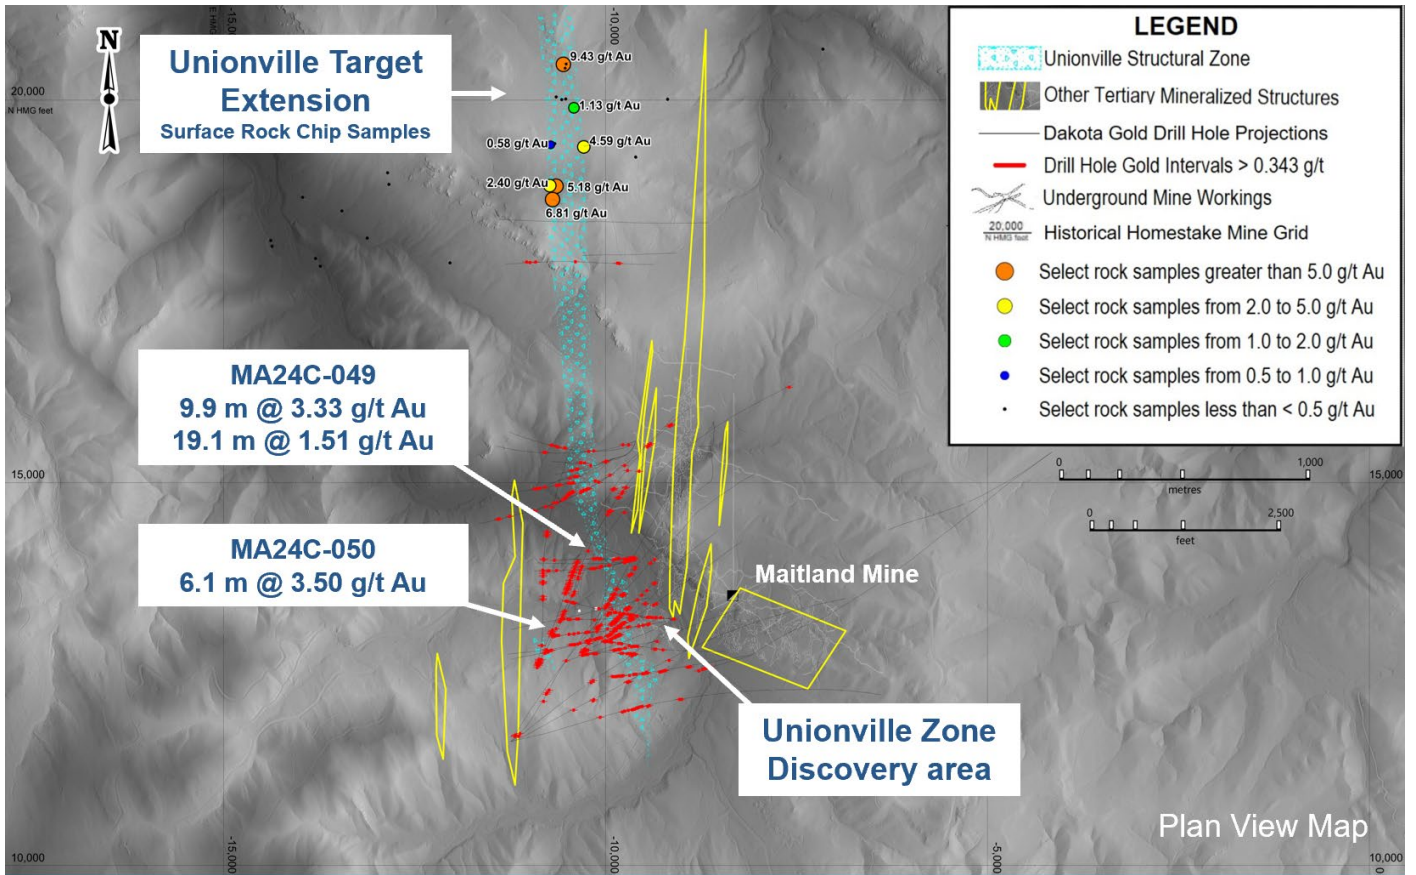 -15,000
E HMG feet
-10,000
N
20,000
N HMG feet
Unionville Target
Extension
Surface Rock Chip Samples
9.43 g/t Au
1.13 g/t Au
0.58 g/t Au
4.59 g/t Au
2.40 g/t Au
5.18 g/t Au
6.81 g/t Au
LEGEND
Unionville Structural Zone
Other Tertiary Mineralized Structures
Dakota Gold Drill Hole Projections
Drill Hole Gold Intervals > 0.343 g/t
Underground Mine Workings
20,000
N HMG feet
Historical Homestake Mine Grid
Select rock samples greater than 5.0 g/t Au
Select rock samples from 2.0 to 5.0 g/t Au
Select rock samples from 1.0 to 2.0 g/t Au
Select rock samples from 0.5 to 1.0 g/t Au
Select rock samples less than < 0.5 g/t Au
MA24C-049
9.9 m @ 3.33 g/t Au
19.1 m @ 1.51 g/t Au
15,000
0
1,000
15,000
metres
0
2,500
feet
MA24C-050
6.1 m @ 3.50 g/t Au
Maitland Mine
Unionville Zone
Discovery area
Plan View Map
10,000
-15,000
-10,000
-5,000
10,000
0